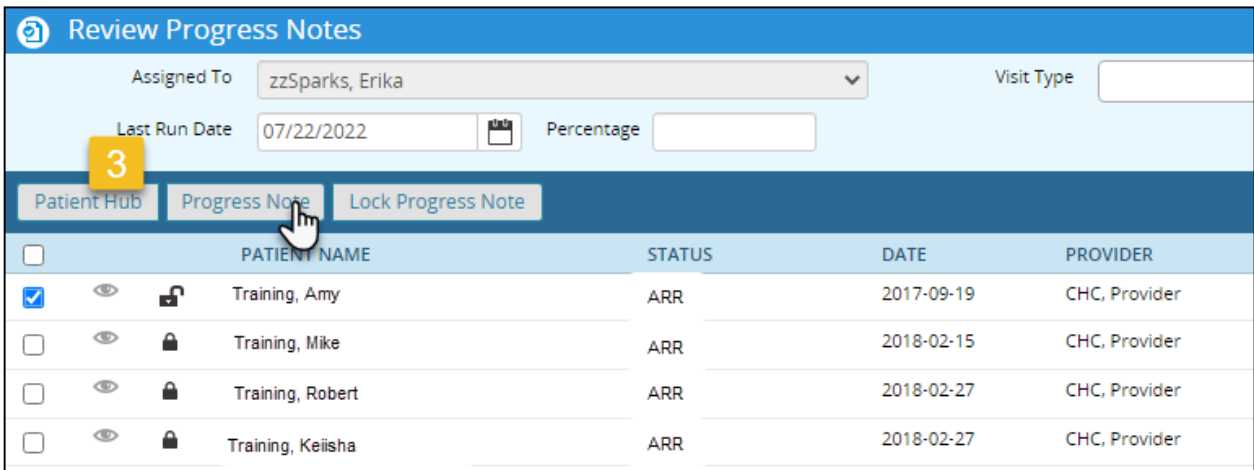 Review Progress Notes
Assigned To zzSparks, Erika Visit Type
Last Run Date 07/22/2022 Percentage
3
Patient Hub Progress Note Lock Progress Note
PATIENT NAME STATUS DATE PROVIDER
Training, Amy ARR 2017-09-19 CHC, Provider
Training, Mike ARR 2018-02-15 CHC, Provider
Training, Robert ARR 2018-02-27 CHC, Provider
Training, Keiisha ARR 2018-02-27 CHC, Provider